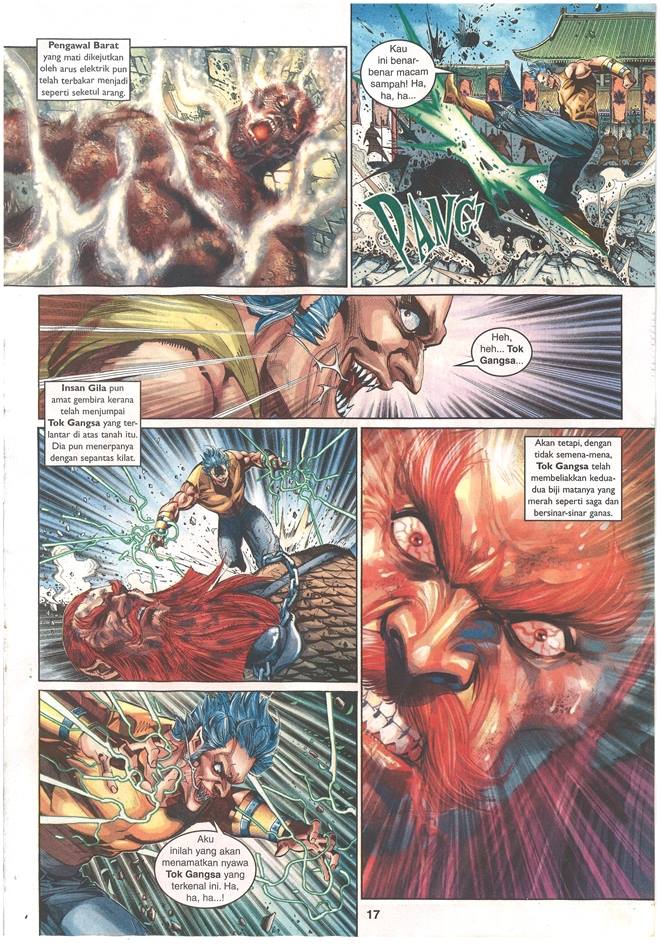 Pengawal Barat
yang mati dikejutkan
oleh arus elektrik pun
telah terbakar menjadi
seperti seketul arang.
Kau
ini benar-
benar macam
sampah! Ha,
ha, ha...
PANG!
Heh,
heh... Tok
Gangsa...
Insan Gila pun
amat gembira kerana
telah menjumpai
Tok Gangsa yang ter-
lantar di atas tanah itu.
Dia pun menerpanya
dengan sepantas kilat.
Akan tetapi, dengan
tidak semena-mena,
Tok Gangsa telah
membeliakkan kedua-
dua biji matanya yang
merah seperti saga dan
bersinar-sinar ganas.
Aku
inilah yang akan
menamatkan nyawa
Tok Gangsa yang
terkenal ini. Ha,
ha, ha...!
17